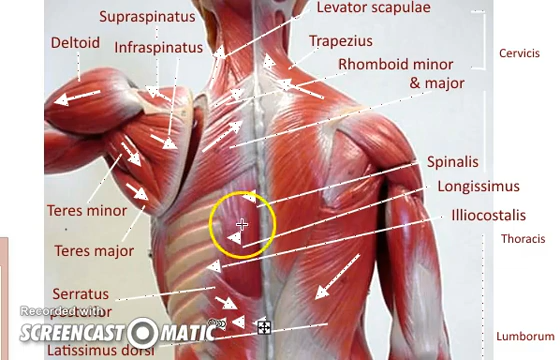 Levator scapulae
Supraspinatus
Deltoid
Infraspinatus
Trapezius
Cervicis
Rhomboid minor
& major
Spinalis
Longissimus
Illiocostalis
Teres minor
Teres major
Thoracis
Serratus
Recorded with
SCREENCAST MATIC
Lumborum
Latissimus dorsi